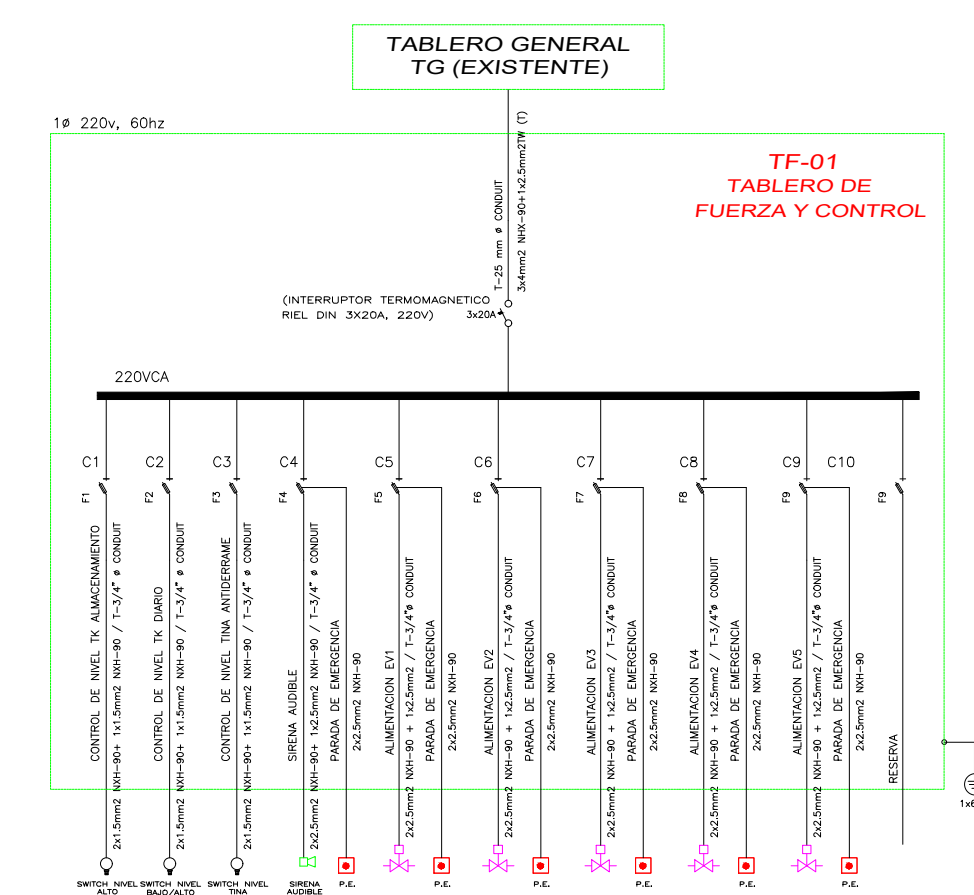 TABLERO GENERAL
TG (EXISTENTE)
1Ø 220v, 60hz
TF-01
TABLERO DE
FUERZA Y CONTROL
T-25 mm ø CONDUIT
3x4mm2 NHX-90+1x2.5mm2TW (T)
(INTERRUPTOR TERMOMAGNETICO
RIEL DIN 3X20A, 220V)
3x20A
220VCA
C1
C2
C3
C4
C5
C6
C7
C8
C9
C10
F1
F2
F3
F4
F5
F6
F7
F8
F9
F9
CONTROL DE NIVEL TK ALMACENAMIENTO
2x1.5mm2 NXH-90+ 1x1.5mm2 NXH-90 / T-3/4" ø CONDUIT
CONTROL DE NIVEL TK DIARIO
2x1.5mm2 NXH-90+ 1x1.5mm2 NXH-90 / T-3/4" ø CONDUIT
CONTROL DE NIVEL TINA ANTIDERRAME
2x1.5mm2 NXH-90+ 1x1.5mm2 NXH-90 / T-3/4" ø CONDUIT
SIRENA AUDIBLE
2x2.5mm2 NXH-90+ 1x2.5mm2 NXH-90 / T-3/4" ø CONDUIT
PARADA DE EMERGENCIA
2x2.5mm2 NXH-90
ALIMENTACION EV1
2x2.5mm2 NXH-90 + 1x2.5mm2 / T-3/4"ø CONDUIT
PARADA DE EMERGENCIA
2x2.5mm2 NXH-90
ALIMENTACION EV2
2x2.5mm2 NXH-90 + 1x2.5mm2 / T-3/4"ø CONDUIT
PARADA DE EMERGENCIA
2x2.5mm2 NXH-90
ALIMENTACION EV3
2x2.5mm2 NXH-90 + 1x2.5mm2 / T-3/4"ø CONDUIT
PARADA DE EMERGENCIA
2x2.5mm2 NXH-90
ALIMENTACION EV4
2x2.5mm2 NXH-90 + 1x2.5mm2 / T-3/4"ø CONDUIT
PARADA DE EMERGENCIA
2x2.5mm2 NXH-90
ALIMENTACION EV5
2x2.5mm2 NXH-90 + 1x2.5mm2 / T-3/4"ø CONDUIT
PARADA DE EMERGENCIA
2x2.5mm2 NXH-90
RESERVA
SWITCH NIVEL
ALTO
SWITCH NIVEL
BAJO/ALTO
SWITCH NIVEL
TINA
SIRENA
AUDIBLE
P.E.
P.E.
P.E.
P.E.
P.E.
P.E.